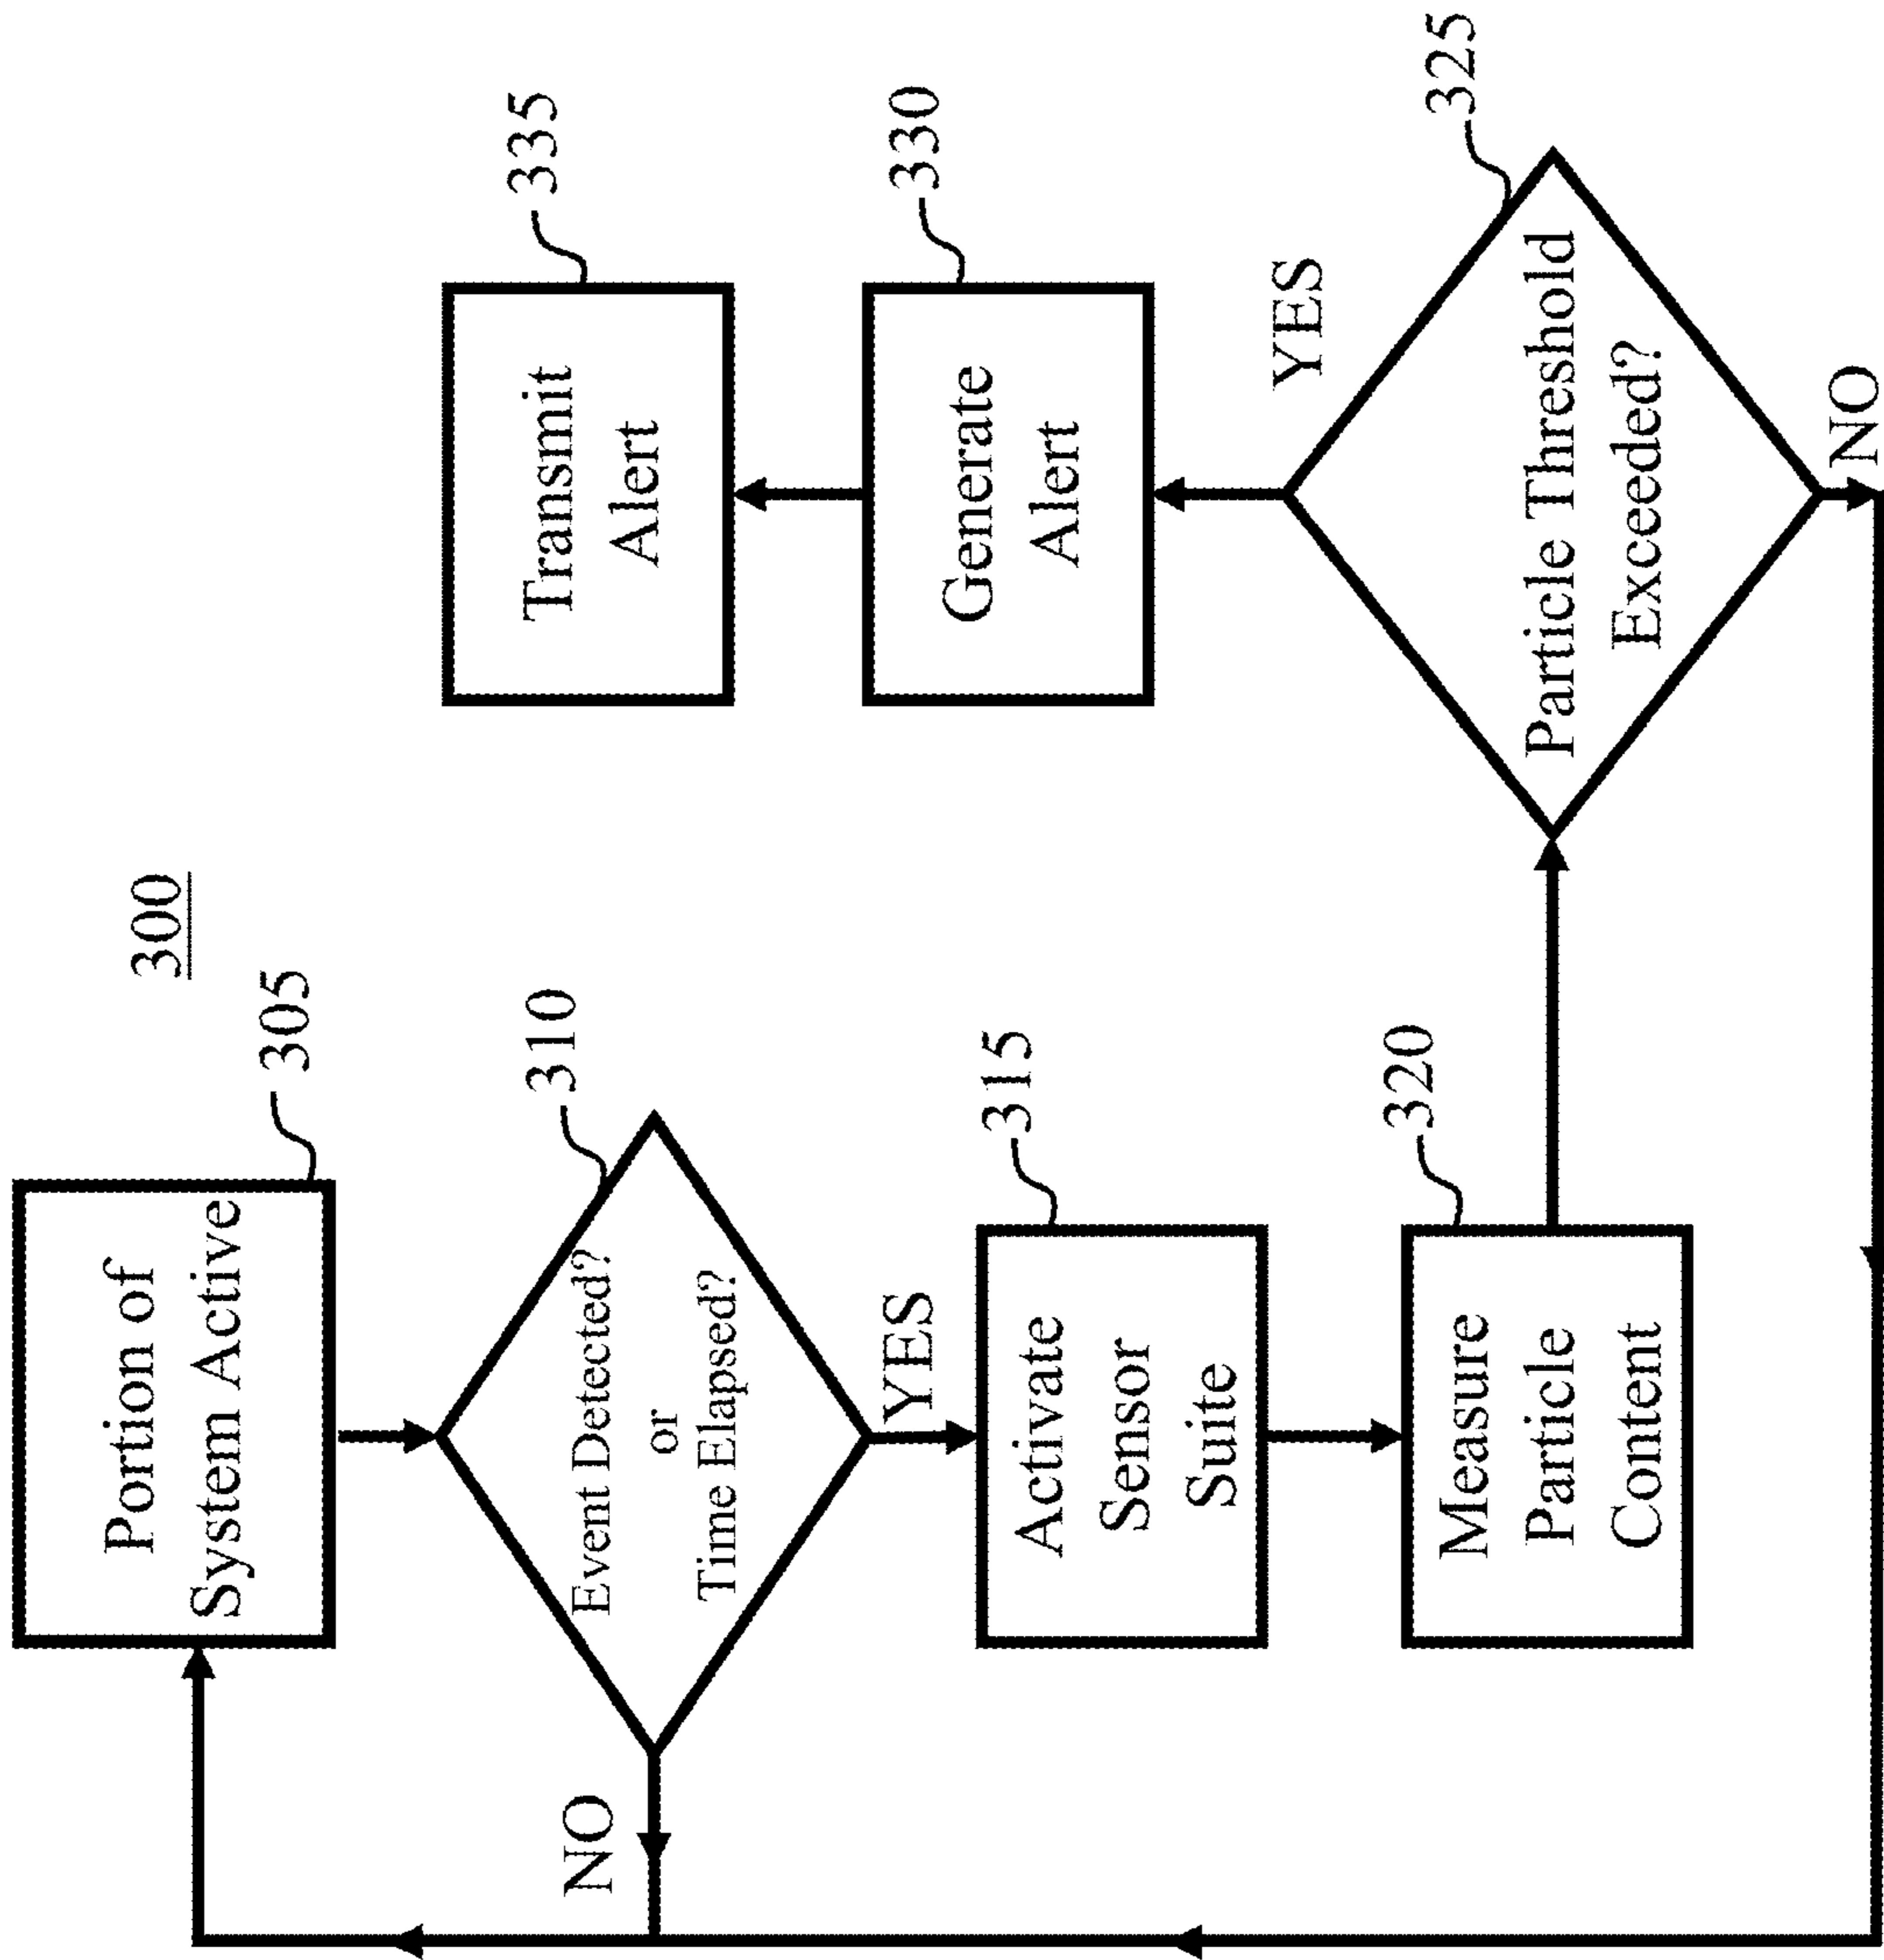 300
305
Portion of
System Active
310
Event Detected?
or
Time Elapsed?
NO
YES
315
Activate
Sensor
Suite
320
Measure
Particle
Content
325
Particle Threshold
Exceeded?
NO
YES
330
Generate
Alert
335
Transmit
Alert